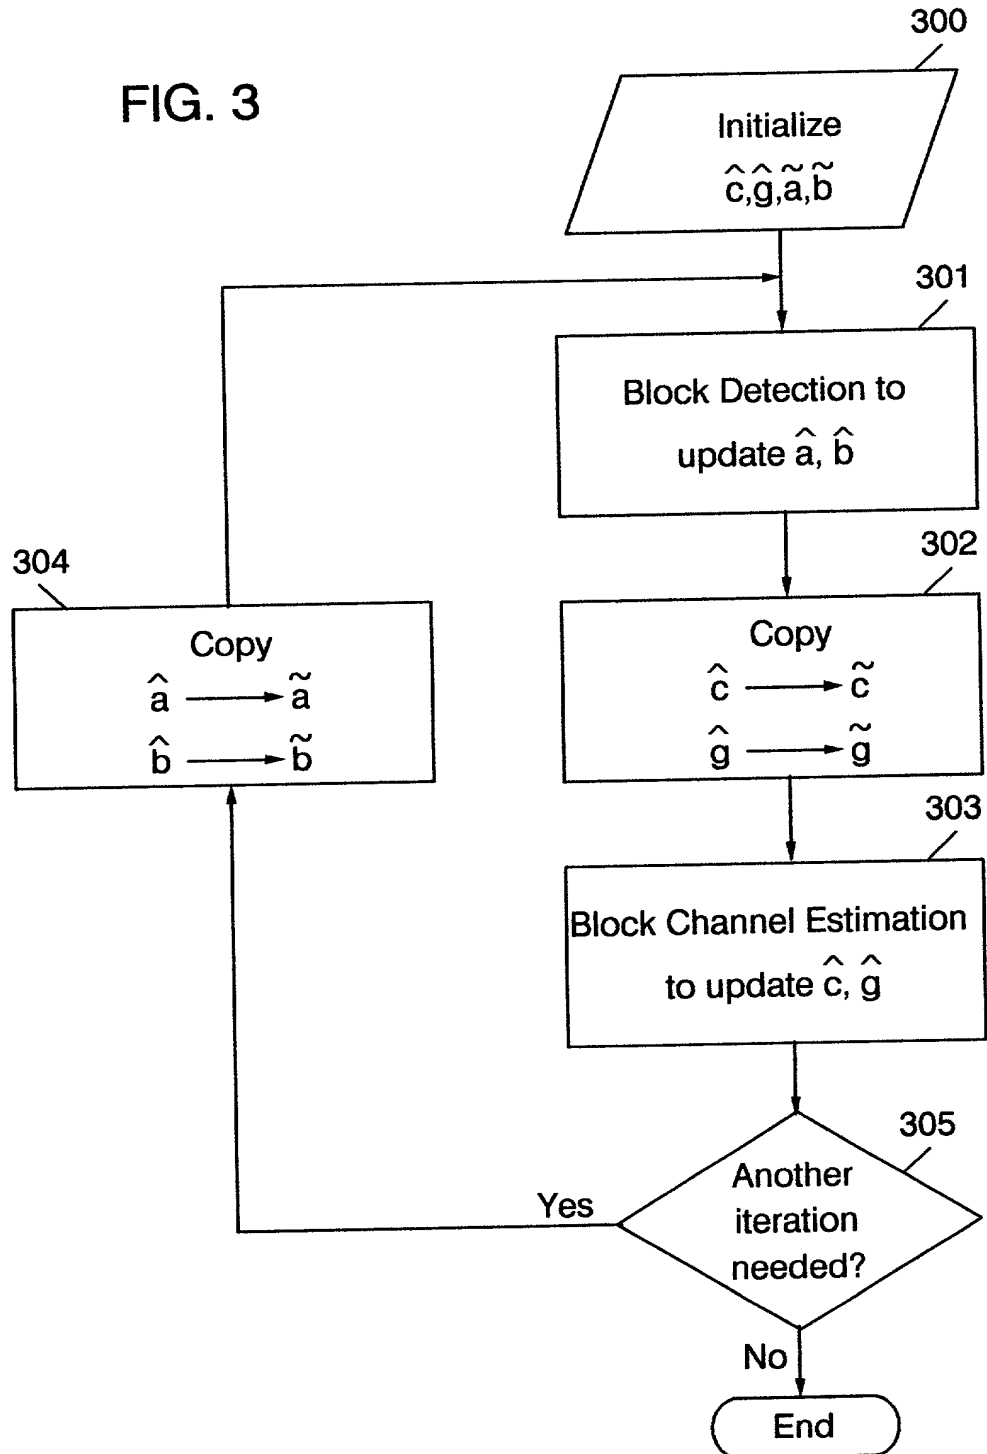 FIG. 3
300
Initialize
ĉ,ĝ,ã,b̃
301
Block Detection to
update â, b̂
302
Copy
ĉ → c̃
ĝ → g̃
303
Block Channel Estimation
to update ĉ, ĝ
304
Copy
â → ã
b̂ → b̃
305
Another
iteration
needed?
Yes
No
End